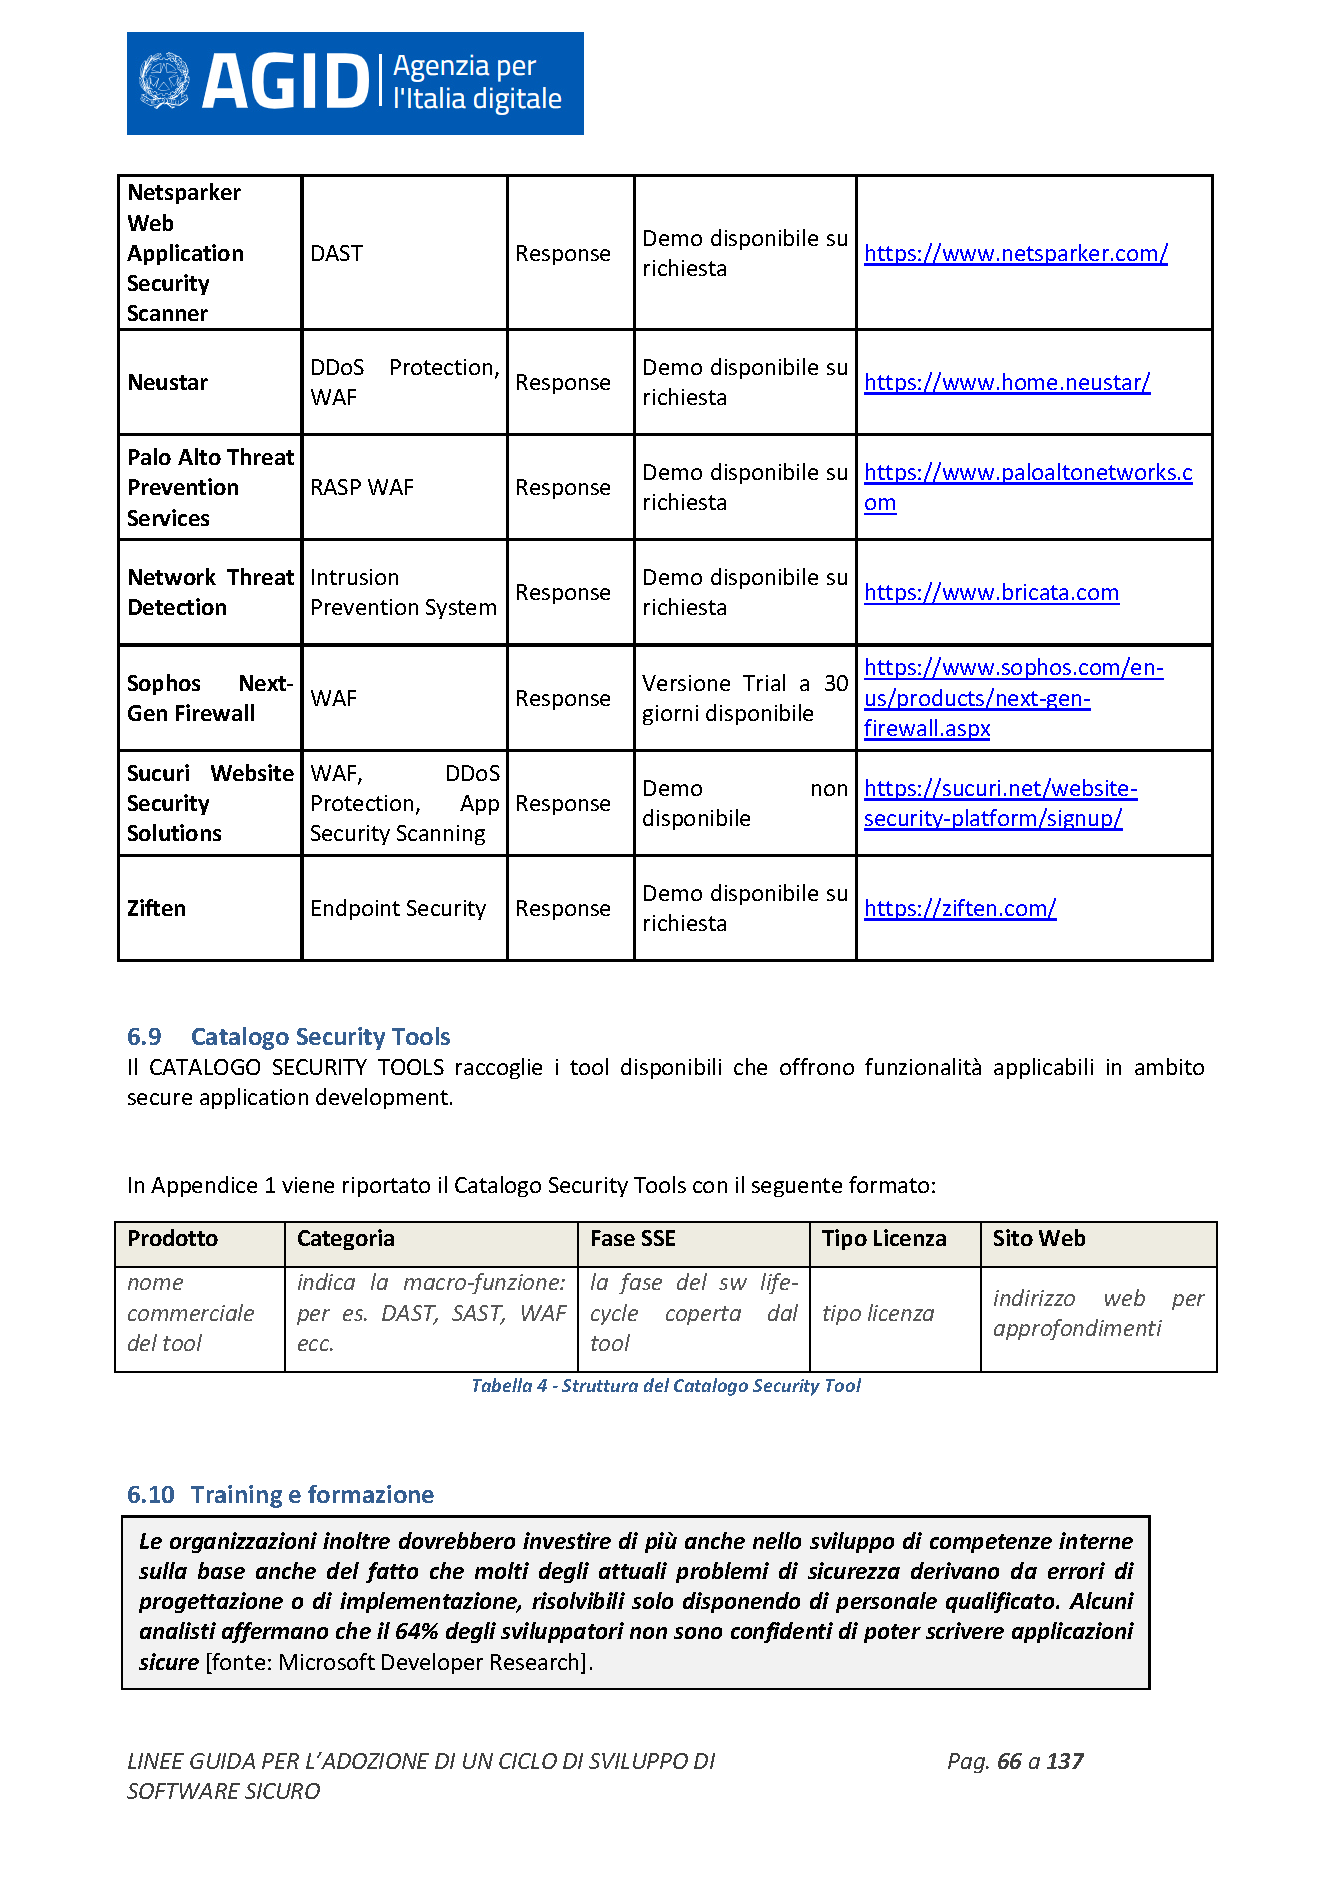 AGID Agenzia per
l'Italia digitale
Netsparker
Web
Application
Security
Scanner
DAST
Response
Demo disponibile su
richiesta
https://www.netsparker.com/
Neustar
DDoS Protection,
WAF
Response
Demo disponibile su
richiesta
https://www.home.neustar/
Palo Alto Threat
Prevention
Services
RASP WAF
Response
Demo disponibile su
richiesta
https://www.paloaltonetworks.c
om
Network Threat
Detection
Intrusion
Prevention System
Response
Demo disponibile su
richiesta
https://www.bricata.com
Sophos Next-
Gen Firewall
WAF
Response
Versione Trial a 30
giorni disponibile
https://www.sophos.com/en-
us/products/next-gen-
firewall.aspx
Sucuri Website
Security
Solutions
WAF, DDoS
Protection, App
Security Scanning
Response
Demo non
disponibile
https://sucuri.net/website-
security-platform/signup/
Ziften
Endpoint Security
Response
Demo disponibile su
richiesta
https://ziften.com/
6.9 Catalogo Security Tools
Il CATALOGO SECURITY TOOLS raccoglie i tool disponibili che offrono funzionalità applicabili in ambito
secure application development.
In Appendice 1 viene riportato il Catalogo Security Tools con il seguente formato:
Prodotto Categoria Fase SSE Tipo Licenza Sito Web
nome
commerciale
del tool
indica la macro-funzione:
per es. DAST, SAST, WAF
ecc.
la fase del sw life-
cycle coperta dal
tool
tipo licenza
indirizzo web per
approfondimenti
Tabella 4 - Struttura del Catalogo Security Tool
6.10 Training e formazione
Le organizzazioni inoltre dovrebbero investire di più anche nello sviluppo di competenze interne
sulla base anche del fatto che molti degli attuali problemi di sicurezza derivano da errori di
progettazione o di implementazione, risolvibili solo disponendo di personale qualificato. Alcuni
analisti affermano che il 64% degli sviluppatori non sono confidenti di poter scrivere applicazioni
sicure [fonte: Microsoft Developer Research].
LINEE GUIDA PER L’ADOZIONE DI UN CICLO DI SVILUPPO DI
SOFTWARE SICURO
Pag. 66 a 137